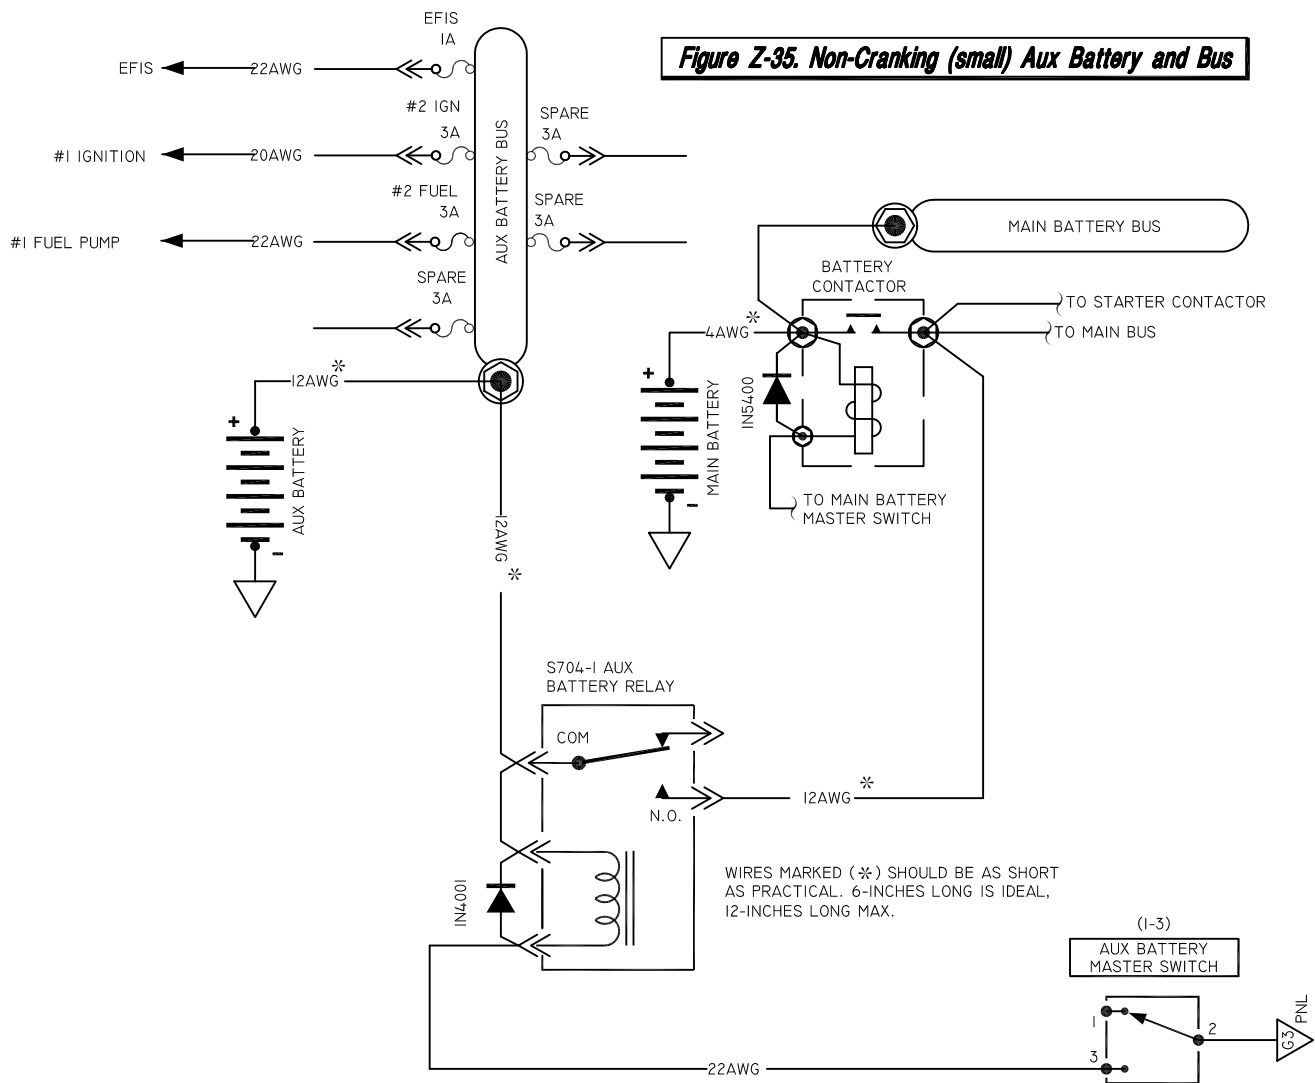 EFIS
1A
Figure Z-35. Non-Cranking (small) Aux Battery and Bus
EFIS
22AWG
#2 IGN
3A
SPARE
3A
#1 IGNITION
20AWG
AUX BATTERY BUS
#2 FUEL
3A
SPARE
3A
#1 FUEL PUMP
22AWG
MAIN BATTERY BUS
SPARE
3A
BATTERY
CONTACTOR
TO STARTER CONTACTOR
4AWG*
TO MAIN BUS
12AWG*
+
MAIN BATTERY
-
1N5400
+
AUX BATTERY
-
TO MAIN BATTERY
MASTER SWITCH
12AWG
*
S704-1 AUX
BATTERY RELAY
COM
N.O.
12AWG*
1N4001
WIRES MARKED (*) SHOULD BE AS SHORT
AS PRACTICAL. 6-INCHES LONG IS IDEAL,
12-INCHES LONG MAX.
(1-3)
AUX BATTERY
MASTER SWITCH
1
2
3
G3
PNL
22AWG